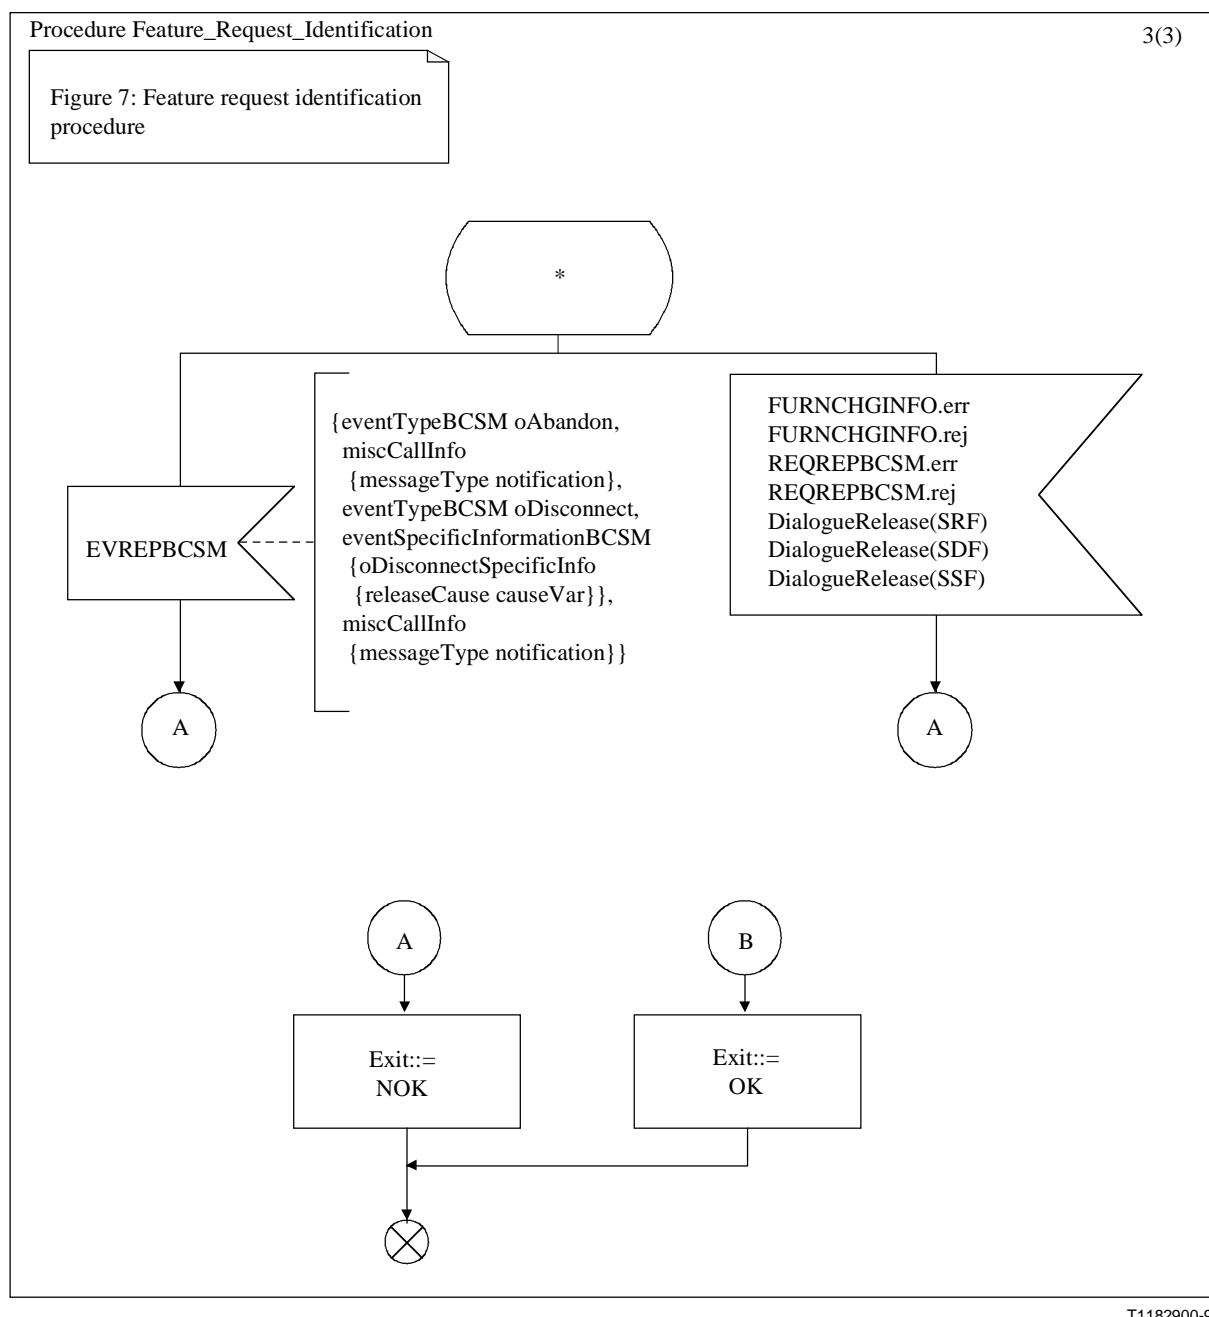 Procedure Feature_Request_Identification
3(3)
Figure 7: Feature request identification
procedure
*
{eventTypeBCSM oAbandon,
miscCallInfo
{messageType notification},
eventTypeBCSM oDisconnect,
eventSpecificInformationBCSM
{oDisconnectSpecificInfo
{releaseCause causeVar}},
miscCallInfo
{messageType notification}}
EVREPBCSM
FURNCHGINFO.err
FURNCHGINFO.rej
REQREPBCSM.err
REQREPBCSM.rej
DialogueRelease(SRF)
DialogueRelease(SDF)
DialogueRelease(SSF)
A
A
A
B
Exit::=
NOK
Exit::=
OK